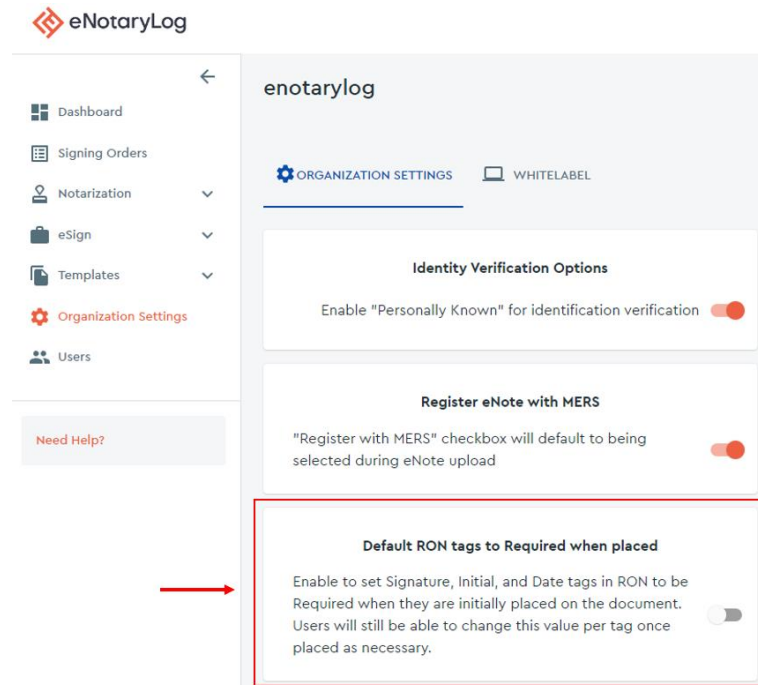 eNotaryLog
Dashboard
Signing Orders
Notarization
eSign
Templates
Organization Settings
Users
Need Help?
enotarylog
ORGANIZATION SETTINGS
WHITELABEL
Identity Verification Options
Enable "Personally Known" for identification verification
Register eNote with MERS
"Register with MERS" checkbox will default to being
selected during eNote upload
Default RON tags to Required when placed
Enable to set Signature, Initial, and Date tags in RON to be
Required when they are initially placed on the document.
Users will still be able to change this value per tag once
placed as necessary.